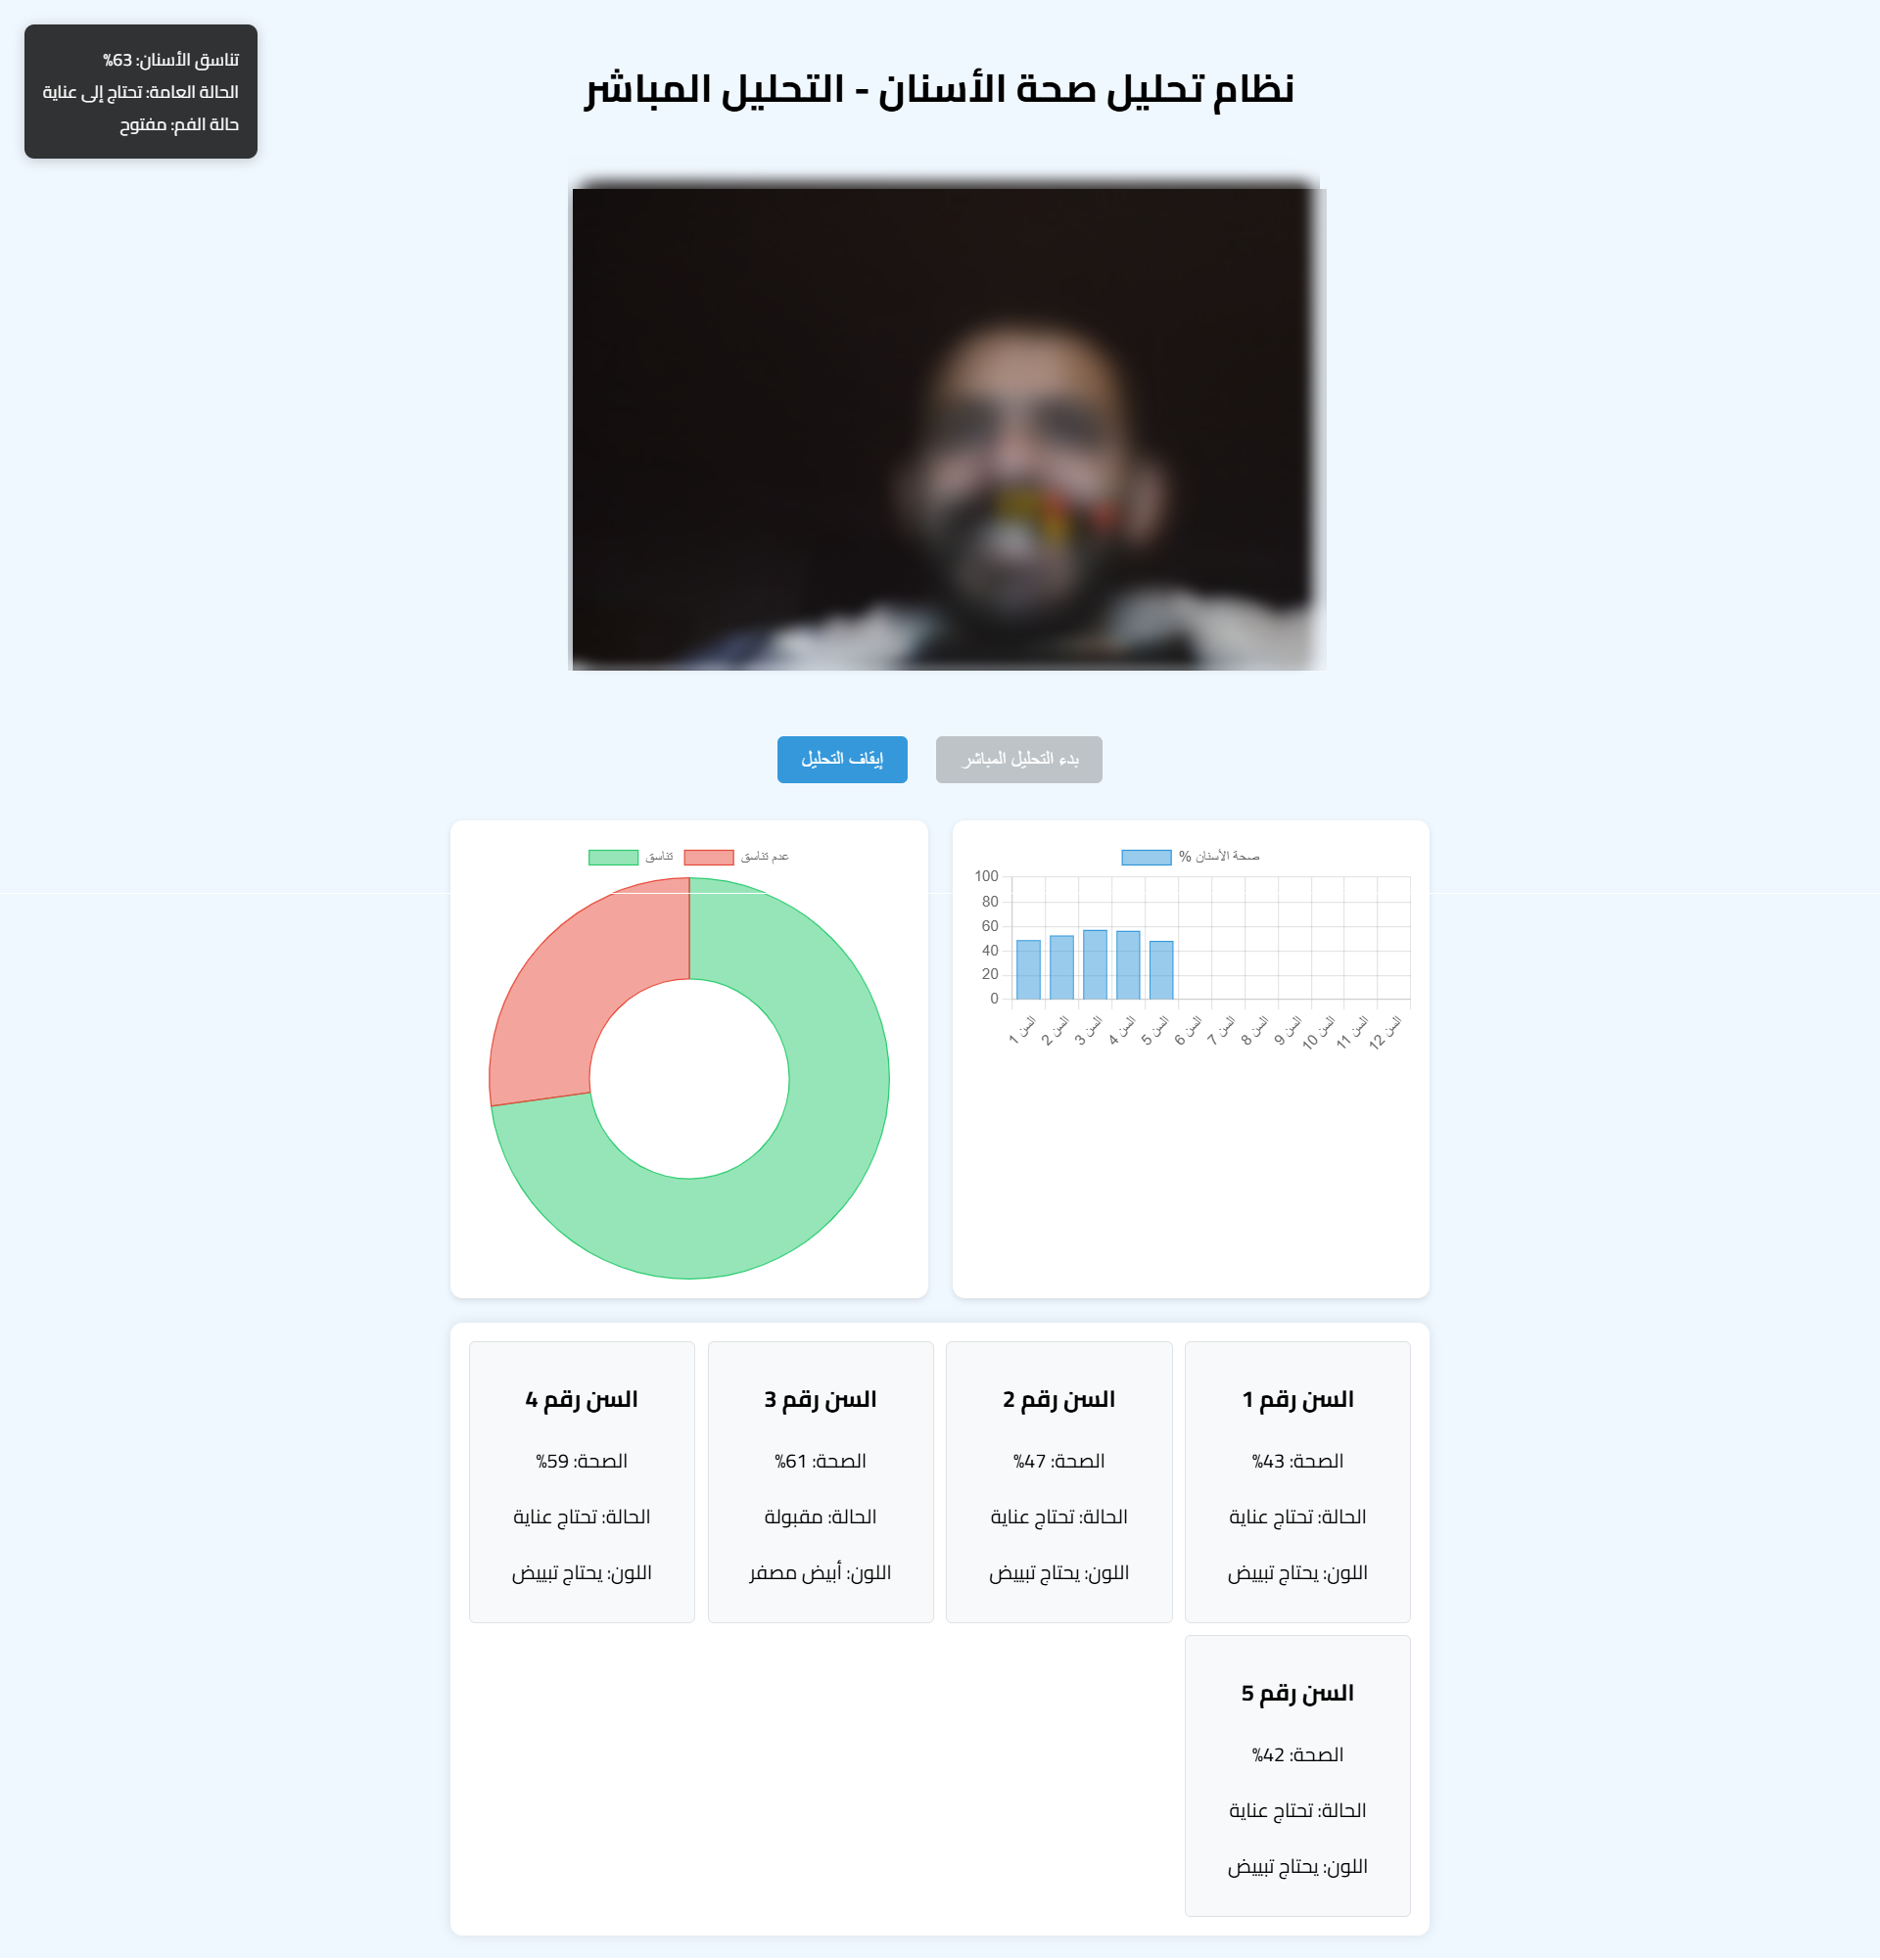 تناسق الأسنان: 63%
الحالة العامة: تحتاج إلى عناية
حالة الفم: مفتوح
نظام تحليل صحة الأسنان - التحليل المباشر
بدء التحليل المباشر
إيقاف التحليل
صحة الأسنان %
100
80
60
40
20
0
السن 1
السن 2
السن 3
السن 4
السن 5
السن 6
السن 7
السن 8
السن 9
السن 10
السن 11
السن 12
عدم تناسق
تناسق
السن رقم 1
الصحة: 43%
الحالة: تحتاج عناية
اللون: يحتاج تبييض
السن رقم 2
الصحة: 47%
الحالة: تحتاج عناية
اللون: يحتاج تبييض
السن رقم 3
الصحة: 61%
الحالة: مقبولة
اللون: أبيض مصفر
السن رقم 4
الصحة: 59%
الحالة: تحتاج عناية
اللون: يحتاج تبييض
السن رقم 5
الصحة: 42%
الحالة: تحتاج عناية
اللون: يحتاج تبييض